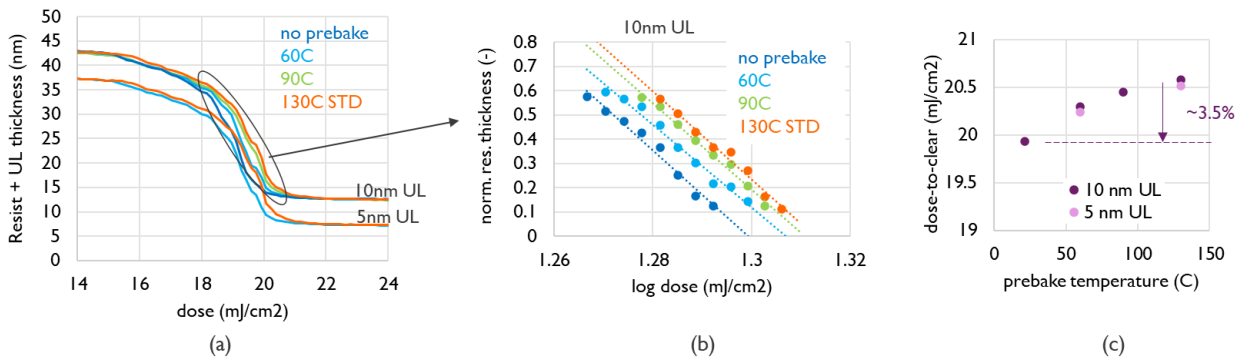 50
45
40
35
30
25
20
15
10
5
0
Resist + UL thickness (nm)
no prebake
60C
90C
130C STD
10nm UL
5nm UL
14 16 18 20 22 24
dose (mJ/cm2)
(a)
10nm UL
0.8
0.7
0.6
0.5
0.4
0.3
0.2
0.1
0
norm. res. thickness (-)
no prebake
60C
90C
130C STD
1.26 1.28 1.3 1.32
log dose (mJ/cm2)
(b)
21
20.5
20
19.5
19
dose-to-clear (mJ/cm2)
~3.5%
10 nm UL
5 nm UL
0 50 100 150
prebake temperature (C)
(c)